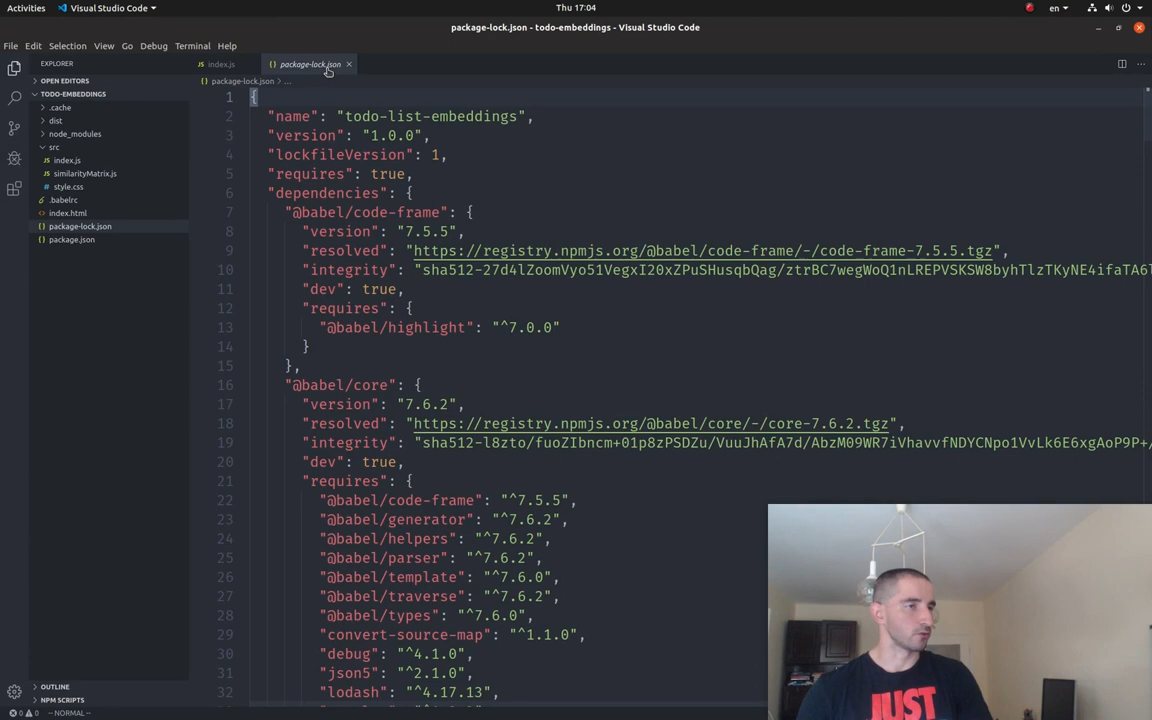 Activities Visual Studio Code Thu 17:04 en
package-lock.json - todo-embeddings - Visual Studio Code
File Edit Selection View Go Debug Terminal Help
EXPLORER
OPEN EDITORS
TODO-EMBEDDINGS
.cache
dist
node_modules
src
JS index.js
JS similarityMatrix.js
# style.css
.babelrc
<> index.html
{} package-lock.json
{} package.json
OUTLINE
NPM SCRIPTS
JS index.js {} package-lock.json ×
{} package-lock.json > ...
1 {
2 "name": "todo-list-embeddings",
3 "version": "1.0.0",
4 "lockfileVersion": 1,
5 "requires": true,
6 "dependencies": {
7 "@babel/code-frame": {
8 "version": "7.5.5",
9 "resolved": "https://registry.npmjs.org/@babel/code-frame/-/code-frame-7.5.5.tgz",
10 "integrity": "sha512-27d4lZoomVyo51VegxI20xZPuSHusqbQag/ztrBC7wegWoQ1nLREPVSKSW8byhTlzTKyNE4ifaTA6l
11 "dev": true,
12 "requires": {
13 "@babel/highlight": "^7.0.0"
14 }
15 },
16 "@babel/core": {
17 "version": "7.6.2",
18 "resolved": "https://registry.npmjs.org/@babel/core/-/core-7.6.2.tgz",
19 "integrity": "sha512-l8zto/fuoZIbncm+01p8zPSDZu/VuuJhAfA7d/AbzM09WR7iVhavvfNDYCNpo1VvLk6E6xgAoP9P+/
20 "dev": true,
21 "requires": {
22 "@babel/code-frame": "^7.5.5",
23 "@babel/generator": "^7.6.2",
24 "@babel/helpers": "^7.6.2",
25 "@babel/parser": "^7.6.2",
26 "@babel/template": "^7.6.0",
27 "@babel/traverse": "^7.6.2",
28 "@babel/types": "^7.6.0",
29 "convert-source-map": "^1.1.0",
30 "debug": "^4.1.0",
31 "json5": "^2.1.0",
32 "lodash": "^4.17.13",
0 0 -- NORMAL --
JUST